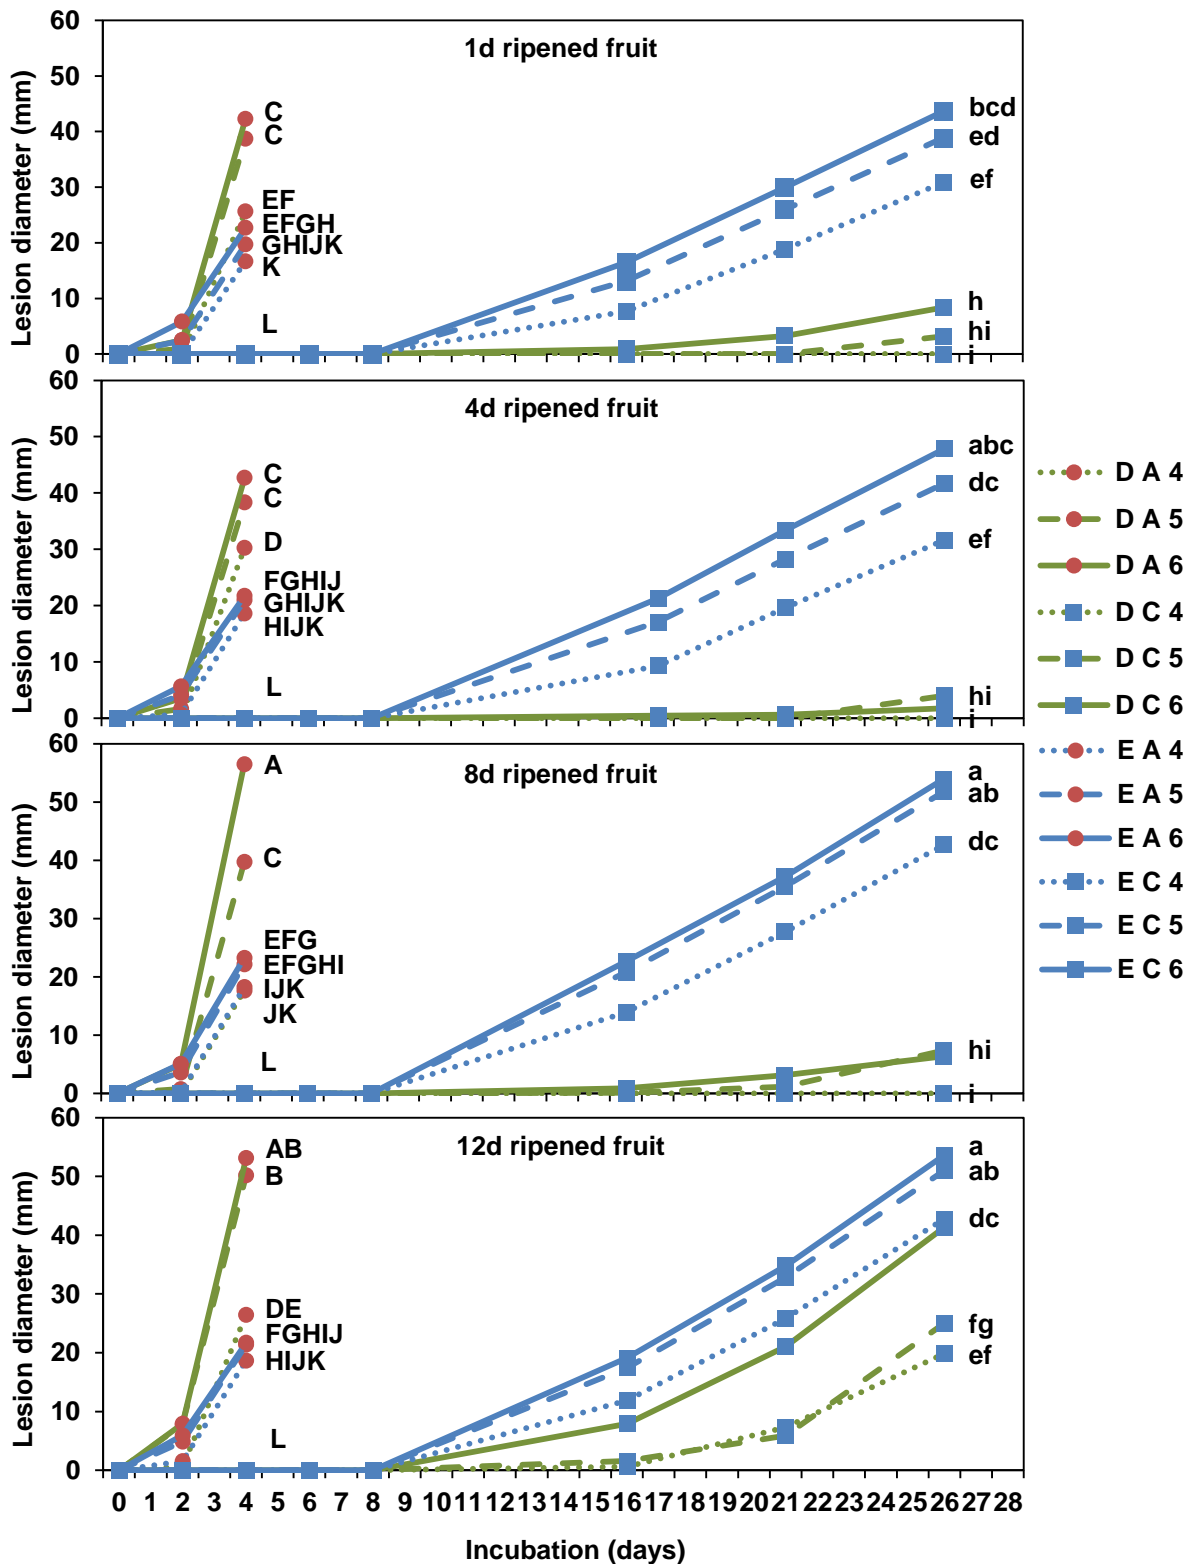 1d ripened fruit
Lesion diameter (mm)
60
50
40
30
20
10
0
C
C
EF
EFGH
GHIJK
K
L
bcd
ed
ef
h
hi
i
4d ripened fruit
Lesion diameter (mm)
60
50
40
30
20
10
0
C
C
D
FGHIJ
GHIJK
HIJK
L
abc
dc
ef
hi
i
8d ripened fruit
Lesion diameter (mm)
60
50
40
30
20
10
0
A
C
EFG
EFGHI
IJK
JK
L
a
ab
dc
hi
i
12d ripened fruit
Lesion diameter (mm)
60
50
40
30
20
10
0
AB
B
DE
FGHIJ
HIJK
L
a
ab
dc
fg
ef
0 1 2 3 4 5 6 7 8 9 10 11 12 13 14 15 16 17 18 19 20 21 22 23 24 25 26 27 28
Incubation (days)
D A 4
D A 5
D A 6
D C 4
D C 5
D C 6
E A 4
E A 5
E A 6
E C 4
E C 5
E C 6